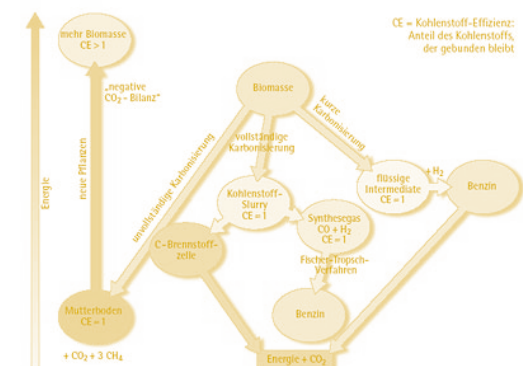 mehr Biomasse
CE > 1
CE = Kohlenstoff-Effizienz:
Anteil des Kohlenstoffs,
der gebunden bleibt
„negative
CO₂ - Bilanz“
Biomasse
kurze
Karbonisierung
vollständige
Karbonisierung
unvollständige Karbonisierung
neue Pflanzen
Energie
flüssige
Intermediate
CE = 1
+ H₂
Benzin
Kohlenstoff-
Slurry
CE = 1
Synthesegas
CO + H₂
CE = 1
C-Brennstoff-
zelle
Fischer-Tropsch-
Verfahren
Benzin
Mutterboden
CE = 1
+ CO₂ + 3 CH₄
Energie + CO₂